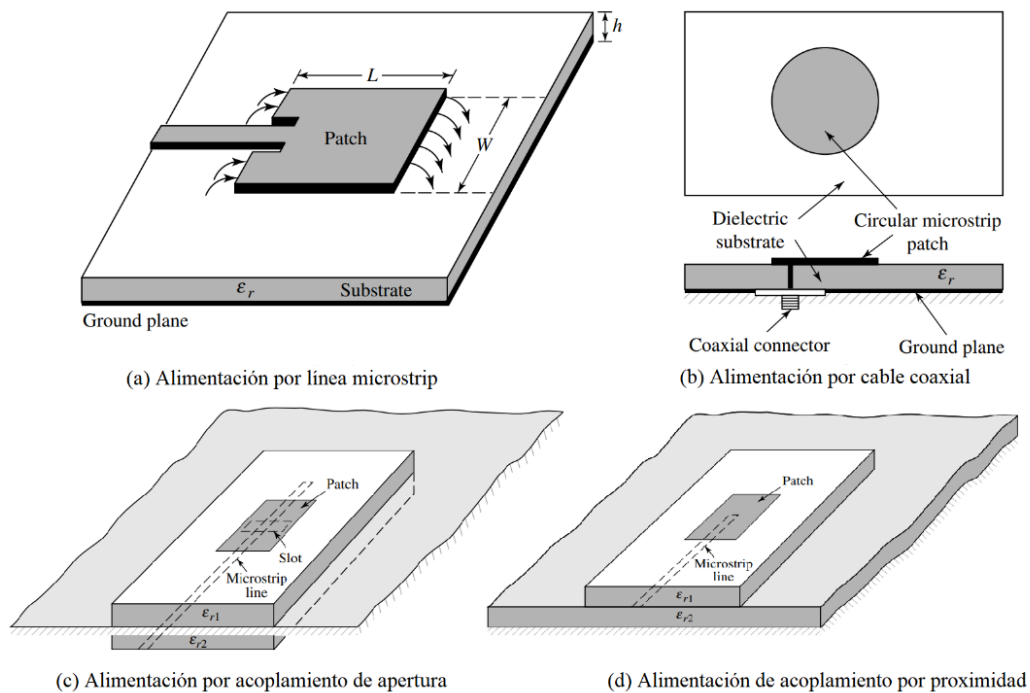 h
L
Patch
W
εr
Substrate
Ground plane
(a) Alimentación por línea microstrip
Dielectric
substrate
Circular microstrip
patch
εr
Coaxial connector
Ground plane
(b) Alimentación por cable coaxial
Patch
Slot
Microstrip
line
εr1
εr2
(c) Alimentación por acoplamiento de apertura
Patch
Microstrip
line
εr1
εr2
(d) Alimentación de acoplamiento por proximidad